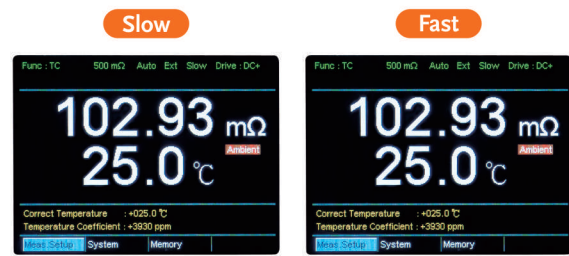 Slow
Fast
Func : TC 500 mΩ Auto Ext Slow Drive : DC+
102.93 mΩ
Ambient
25.0 °C
Correct Temperature : +025.0 ℃
Temperature Coefficient : +3930 ppm
Meas.Setup System Memory
Func : TC 500 mΩ Auto Ext Slow Drive : DC+
102.93 mΩ
Ambient
25.0 °C
Correct Temperature : +025.0 ℃
Temperature Coefficient : +3930 ppm
Meas.Setup System Memory